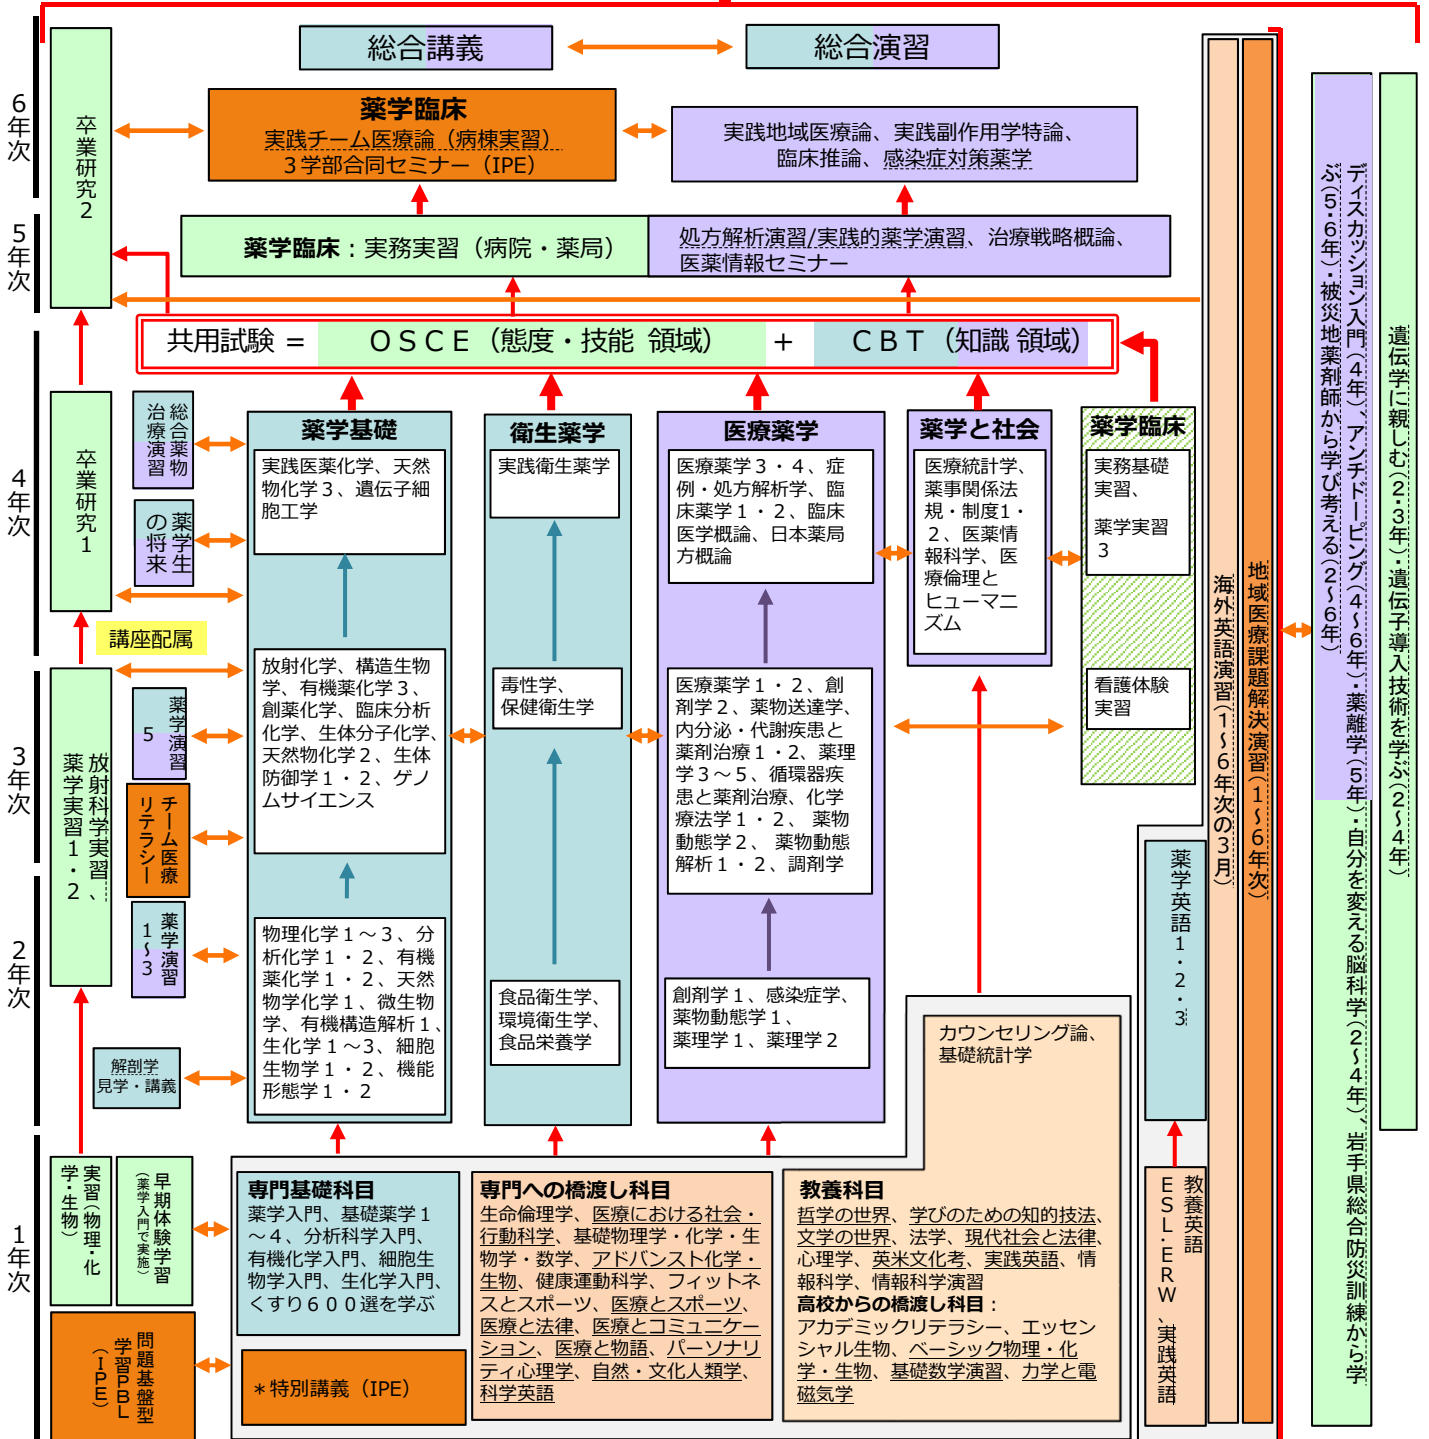 総合講義
総合演習
6年次
卒業研究2
薬学臨床
実践チーム医療論（病棟実習）
3学部合同セミナー（IPE）
実践地域医療論、実践副作用学特論、
臨床推論、感染症対策薬学
5年次
薬学臨床：実務実習（病院・薬局）
処方解析演習/実践的薬学演習、治療戦略概論、
医薬情報セミナー
共用試験 = ＯＳＣＥ（態度・技能 領域） + ＣＢＴ（知識 領域）
4年次
卒業研究1
総合薬物
治療演習
薬学生
の将来
講座配属
薬学基礎
実践医薬化学、天然
物化学３、遺伝子細
胞工学
衛生薬学
実践衛生薬学
医療薬学
医療薬学３・４、症
例・処方解析学、臨
床薬学１・２、臨床
医学概論、日本薬局
方概論
薬学と社会
医療統計学、
薬事関係法
規・制度1・
２、医薬情
報科学、医
療倫理と
ヒューマニ
ズム
薬学臨床
実務基礎
実習、
薬学実習
３
3年次
放射科学実習、
薬学実習１・２
薬学演習
5
チーム医療
リテラシー
放射化学、構造生物
学、有機薬化学３、
創薬化学、臨床分析
化学、生体分子化学、
天然物化学２、生体
防御学１・２、ゲノ
ムサイエンス
毒性学、
保健衛生学
医療薬学１・２、創
剤学２、薬物送達学、
内分泌・代謝疾患と
薬剤治療１・２、薬理
学３～５、循環器疾
患と薬剤治療、化学
療法学１・２、 薬物
動態学２、 薬物動態
解析１・２、調剤学
看護体験
実習
2年次
薬学演習
1～3
解剖学
見学・講義
物理化学１～３、分
析化学１・２、有機
薬化学１・２、天然
物学化学１、微生物
学、有機構造解析１、
生化学１～３、細胞
生物学１・２、機能
形態学１・２
食品衛生学、
環境衛生学、
食品栄養学
創剤学１、感染症学、
薬物動態学１、
薬理学１、薬理学２
カウンセリング論、
基礎統計学
薬学英語１・２・３
1年次
実習（物理・化
学・生物）
早期体験学習
（薬学入門で実施）
問題基盤型
学習ＰＢＬ
（ＩＰＥ）
専門基礎科目
薬学入門、基礎薬学１
～４、分析科学入門、
有機化学入門、細胞生
物学入門、生化学入門、
くすり６００選を学ぶ
＊特別講義（IPE）
専門への橋渡し科目
生命倫理学、医療における社会・
行動科学、基礎物理学・化学・生
物学・数学、アドバンスト化学・
生物、健康運動科学、フィットネ
スとスポーツ、医療とスポーツ、
医療と法律、医療とコミュニケー
ション、医療と物語、パーソナリ
ティ心理学、自然・文化人類学、
科学英語
教養科目
哲学の世界、学びのための知的技法、
文学の世界、法学、現代社会と法律、
心理学、英米文化考、実践英語、情
報科学、情報科学演習
高校からの橋渡し科目：
アカデミックリテラシー、エッセン
シャル生物、ベーシック物理・化
学・生物、基礎数学演習、力学と電
磁気学
教養英語
ESL・ERW、実践英語
海外英語演習（１～６年次の３月）
地域医療課題解決演習（１～６年次）
ディスカッション入門（４年）、アンチドーピング（４～６年）・薬離学（５年）・自分を変える脳科学（２～４年）、岩手県総合防災訓練から学
ぶ（５・６年）・被災地薬剤師から学び考える（２～６年）
遺伝学に親しむ（２・３年）・遺伝子導入技術を学ぶ（２～４年）